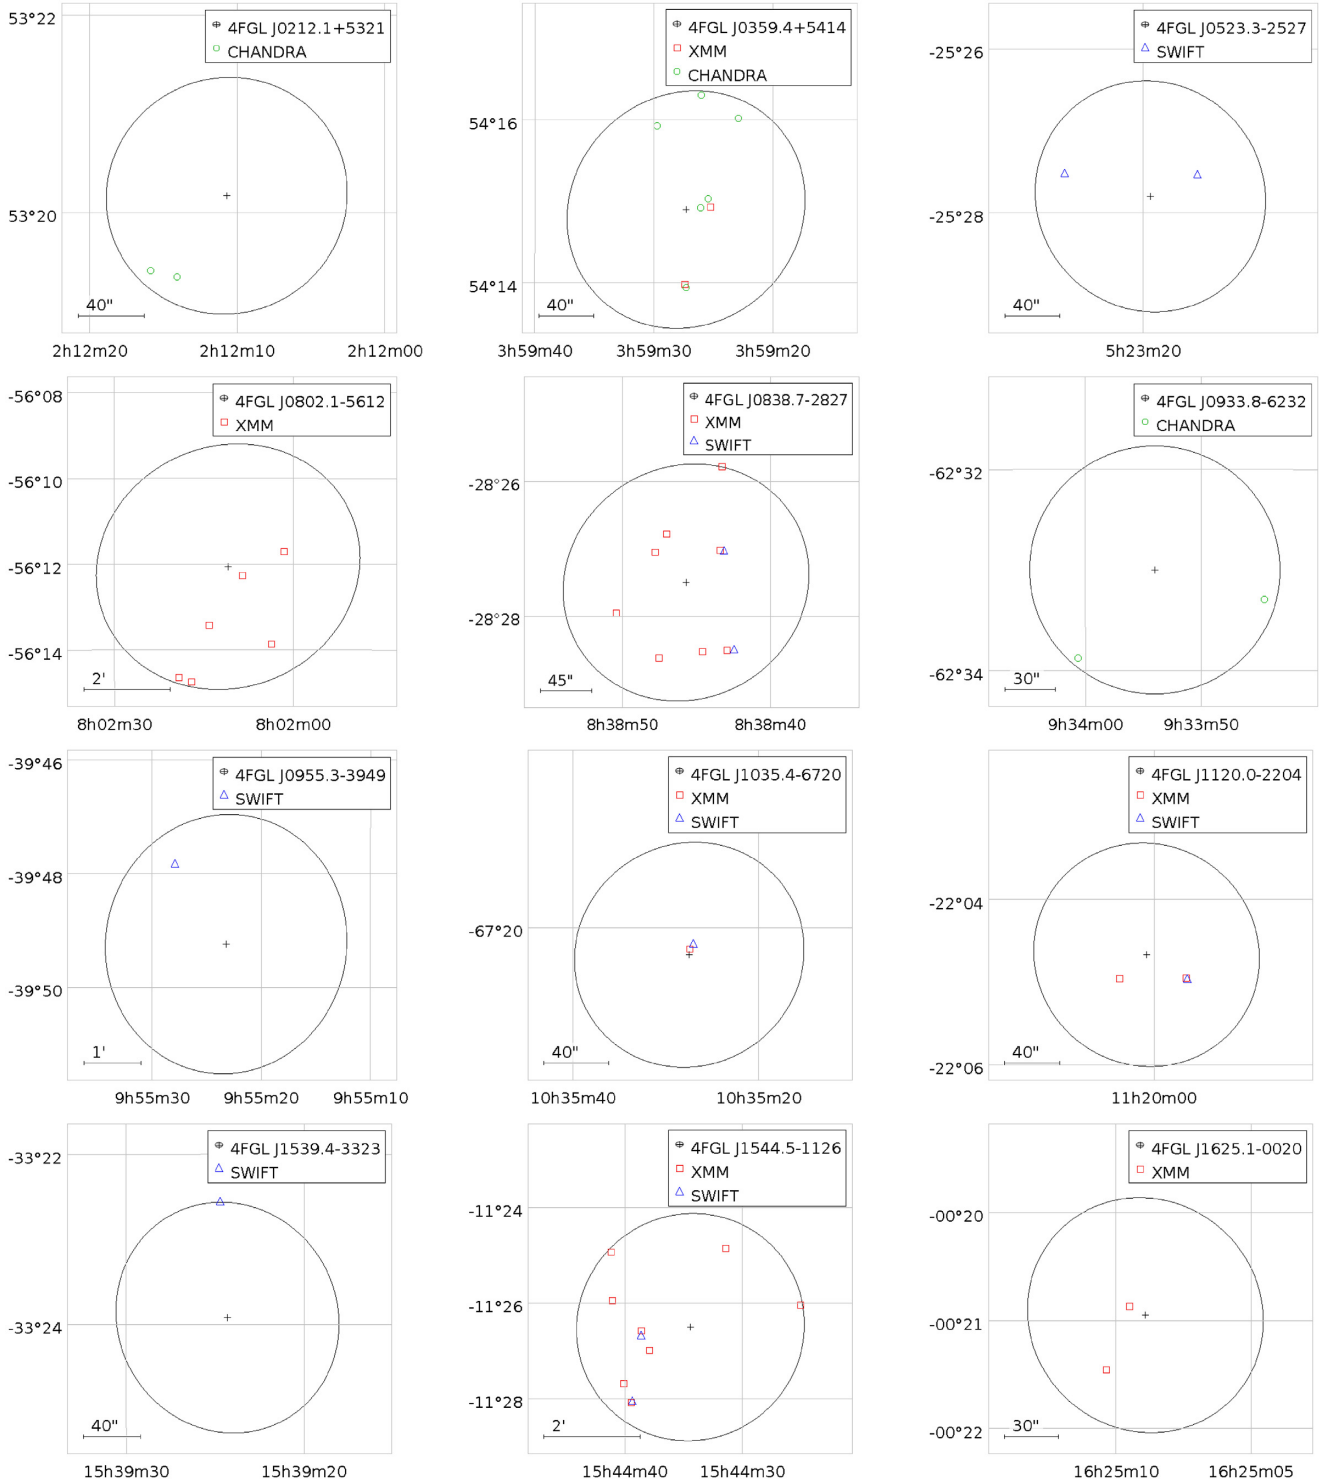 4FGL J0212.1+5321
CHANDRA
53°22
53°20
40"
2h12m20 2h12m10 2h12m00
4FGL J0359.4+5414
XMM
CHANDRA
54°16
54°14
40"
3h59m40 3h59m30 3h59m20
4FGL J0523.3-2527
SWIFT
-25°26
-25°28
40"
5h23m20
4FGL J0802.1-5612
XMM
-56°08
-56°10
-56°12
-56°14
2'
8h02m30 8h02m00
4FGL J0838.7-2827
XMM
SWIFT
-28°26
-28°28
45"
8h38m50 8h38m40
4FGL J0933.8-6232
CHANDRA
-62°32
-62°34
30"
9h34m00 9h33m50
4FGL J0955.3-3949
SWIFT
-39°46
-39°48
-39°50
1'
9h55m30 9h55m20 9h55m10
4FGL J1035.4-6720
XMM
SWIFT
-67°20
40"
10h35m40 10h35m20
4FGL J1120.0-2204
XMM
SWIFT
-22°04
-22°06
40"
11h20m00
4FGL J1539.4-3323
SWIFT
-33°22
-33°24
40"
15h39m30 15h39m20
4FGL J1544.5-1126
XMM
SWIFT
-11°24
-11°26
-11°28
2'
15h44m40 15h44m30
4FGL J1625.1-0020
XMM
-00°20
-00°21
-00°22
30"
16h25m10 16h25m05